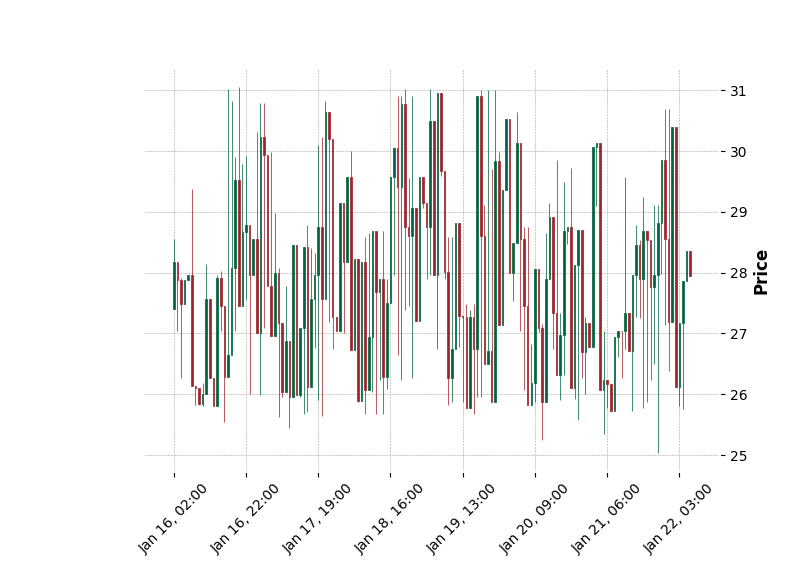 31
30
29
28
27
26
25
Price
Jan 16, 02:00
Jan 16, 22:00
Jan 17, 19:00
Jan 18, 16:00
Jan 19, 13:00
Jan 20, 09:00
Jan 21, 06:00
Jan 22, 03:00